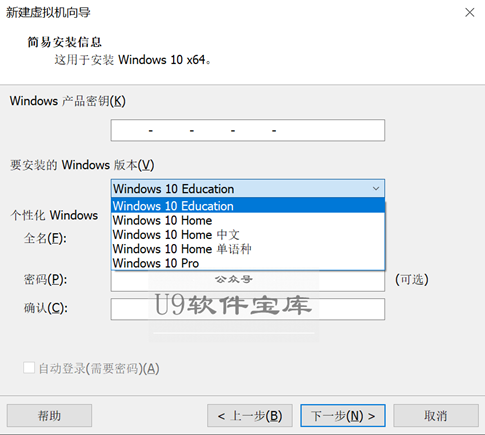 新建虚拟机向导
简易安装信息
这用于安装 Windows 10 x64。
Windows 产品密钥(K)
- - - -
要安装的 Windows 版本(V)
Windows 10 Education
Windows 10 Education
个性化 Windows
Windows 10 Home
全名(F):
Windows 10 Home 中文
Windows 10 Home 单语种
Windows 10 Pro
密码(P):
公众号
(可选)
U9软件宝库
确认(C):
自动登录(需要密码)(A)
帮助
< 上一步(B)
下一步(N) >
取消